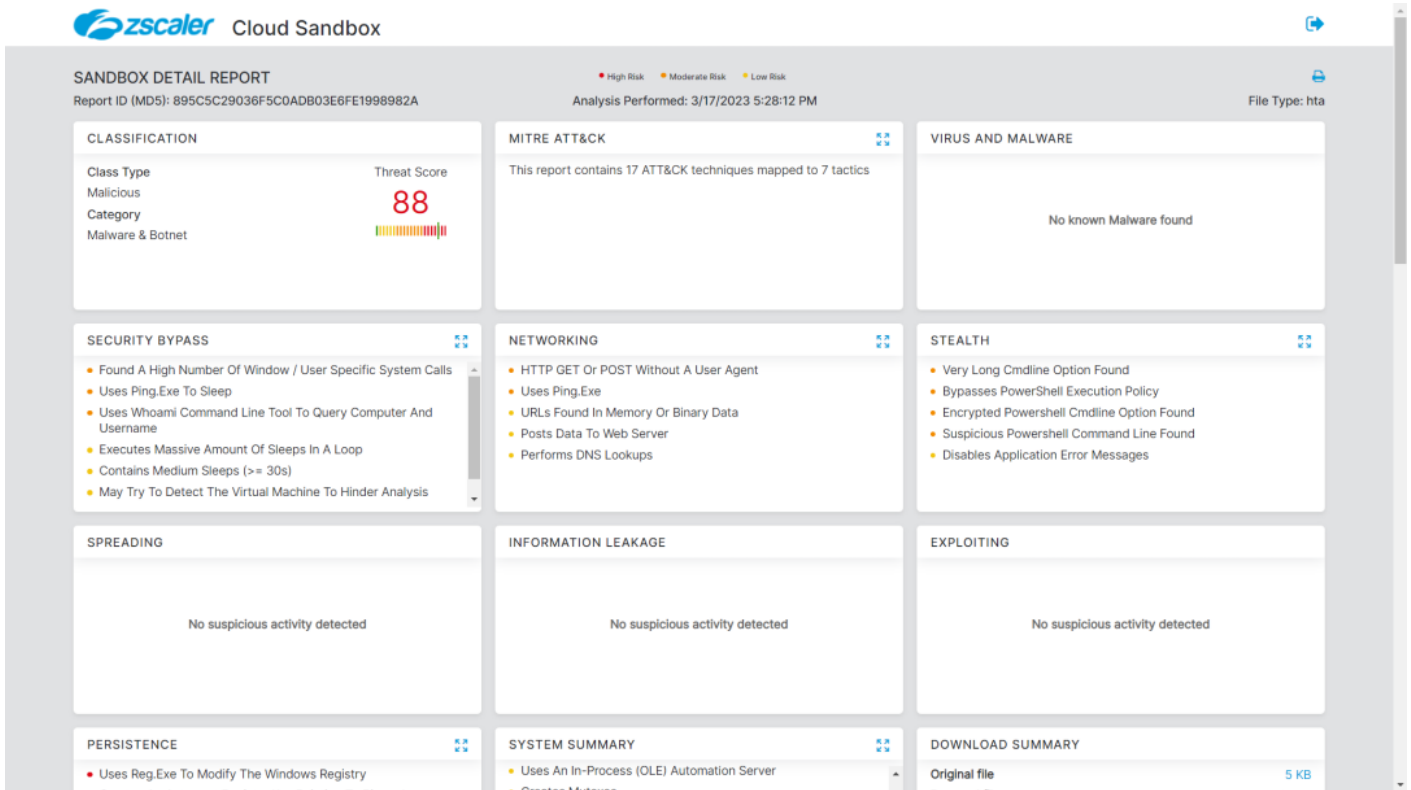 zscaler Cloud Sandbox
SANDBOX DETAIL REPORT
High Risk Moderate Risk Low Risk
Report ID (MD5): 895C5C29036F5C0ADB03E6FE1998982A
Analysis Performed: 3/17/2023 5:28:12 PM
File Type: hta
CLASSIFICATION
Class Type
Threat Score
Malicious
88
Category
Malware & Botnet
MITRE ATT&CK
This report contains 17 ATT&CK techniques mapped to 7 tactics
VIRUS AND MALWARE
No known Malware found
SECURITY BYPASS
Found A High Number Of Window / User Specific System Calls
Uses Ping.Exe To Sleep
Uses Whoami Command Line Tool To Query Computer And
Username
Executes Massive Amount Of Sleeps In A Loop
Contains Medium Sleeps (>= 30s)
May Try To Detect The Virtual Machine To Hinder Analysis
NETWORKING
HTTP GET Or POST Without A User Agent
Uses Ping.Exe
URLs Found In Memory Or Binary Data
Posts Data To Web Server
Performs DNS Lookups
STEALTH
Very Long Cmdline Option Found
Bypasses PowerShell Execution Policy
Encrypted Powershell Cmdline Option Found
Suspicious Powershell Command Line Found
Disables Application Error Messages
SPREADING
No suspicious activity detected
INFORMATION LEAKAGE
No suspicious activity detected
EXPLOITING
No suspicious activity detected
PERSISTENCE
Uses Reg.Exe To Modify The Windows Registry
SYSTEM SUMMARY
Uses An In-Process (OLE) Automation Server
Creates Mutexes
DOWNLOAD SUMMARY
Original file 5 KB